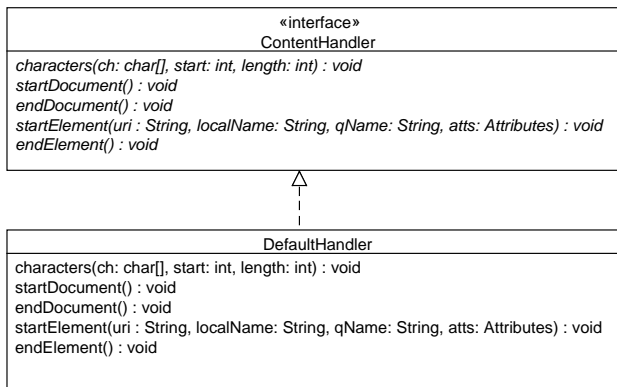 «interface»
ContentHandler
characters(ch: char[], start: int, length: int) : void
startDocument() : void
endDocument() : void
startElement(uri : String, localName: String, qName: String, atts: Attributes) : void
endElement() : void
DefaultHandler
characters(ch: char[], start: int, length: int) : void
startDocument() : void
endDocument() : void
startElement(uri : String, localName: String, qName: String, atts: Attributes) : void
endElement() : void